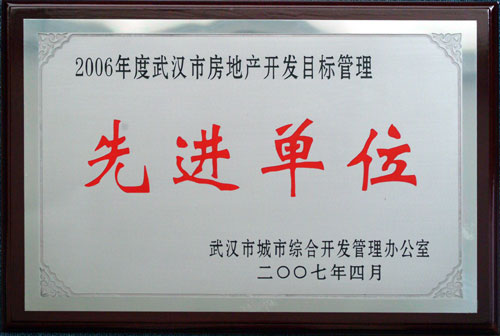 2006年度武汉市房地产开发目标管理
先进单位
武汉市城市综合开发管理办公室
二〇〇七年四月